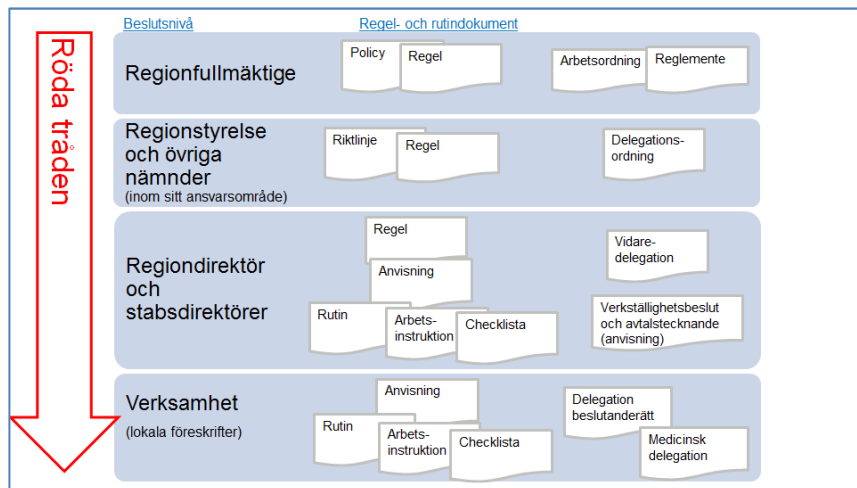 Beslutsnivå
Regel- och rutindokument
Röda tråden
Regionfullmäktige
Policy
Regel
Arbetsordning
Reglemente
Regionstyrelse
och övriga
nämnder
(inom sitt ansvarsområde)
Riktlinje
Regel
Delegations-
ordning
Regiondirektör
och
stabsdirektörer
Regel
Anvisning
Rutin
Arbets-
instruktion
Checklista
Vidare-
delegation
Verkställighetsbeslut
och avtalstecknande
(anvisning)
Verksamhet
(lokala föreskrifter)
Anvisning
Rutin
Arbets-
instruktion
Checklista
Delegation
beslutanderätt
Medicinsk
delegation